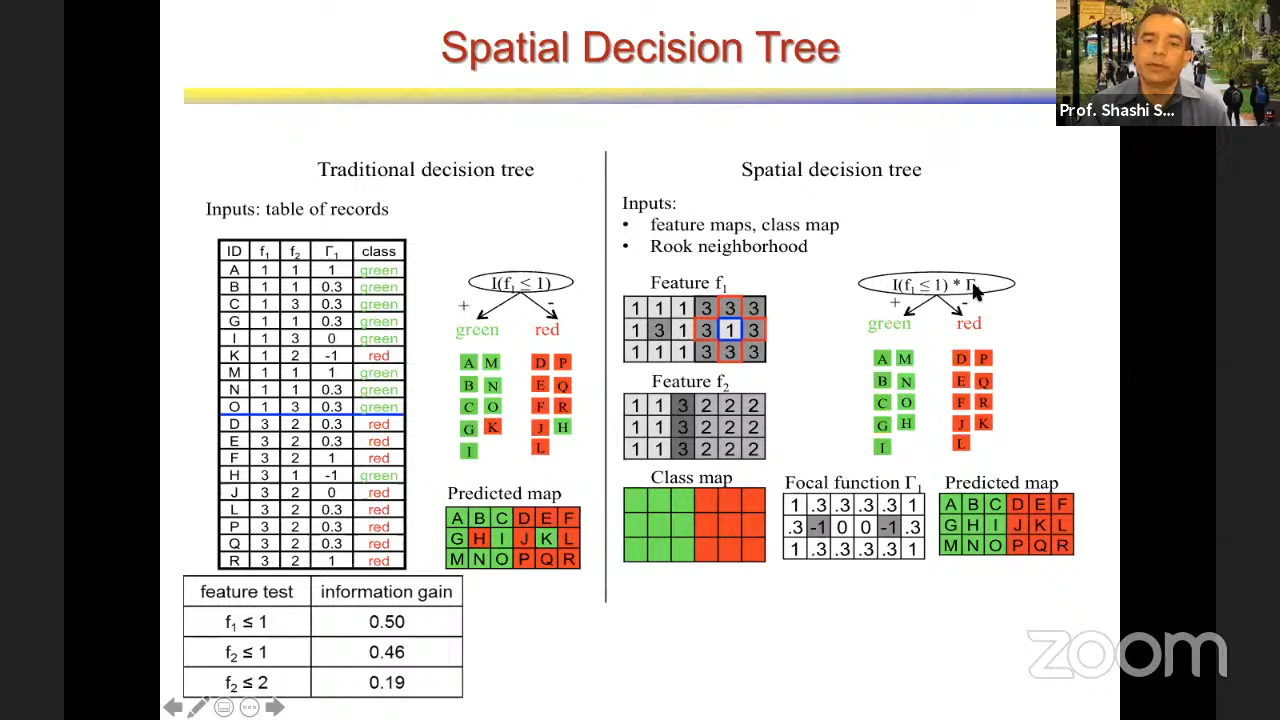 Spatial Decision Tree
Prof. Shashi S...
Traditional decision tree
Inputs: table of records
ID f₁ f₂ Γ₁ class
A 1 1 1 green
B 1 1 0.3 green
C 1 3 0.3 green
G 1 1 0.3 green
I 1 3 0 green
K 1 2 -1 red
M 1 1 1 green
N 1 1 0.3 green
O 1 3 0.3 green
D 3 2 0.3 red
E 3 2 0.3 red
F 3 2 1 red
H 3 1 -1 green
J 3 2 0 red
L 3 2 0.3 red
P 3 2 0.3 red
Q 3 2 0.3 red
R 3 2 1 red
I(f₁ ≤ 1)
+ -
green red
A M D P
B N E Q
C O F R
G K J H
I L
Predicted map
A B C D E F
G H I J K L
M N O P Q R
feature test information gain
f₁ ≤ 1 0.50
f₂ ≤ 1 0.46
f₂ ≤ 2 0.19
Spatial decision tree
Inputs:
• feature maps, class map
• Rook neighborhood
Feature f₁
1 1 1 3 3 3
1 3 1 3 1 3
1 1 1 3 3 3
Feature f₂
1 1 3 2 2 2
1 1 3 2 2 2
1 1 3 2 2 2
Class map
I(f₁ ≤ 1) * Γ
+ -
green red
A M D P
B N E Q
C O F R
G H J K
I L
Focal function Γ₁
1 .3 .3 .3 .3 1
.3 -1 0 0 -1 .3
1 .3 .3 .3 .3 1
Predicted map
A B C D E F
G H I J K L
M N O P Q R
zoom